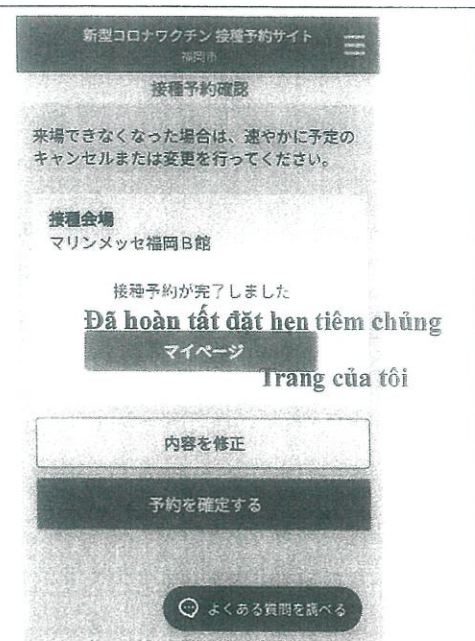 新型コロナワクチン 接種予約サイト
福岡市
接種予約確認
来場できなくなった場合は、速やかに予定の
キャンセルまたは変更を行ってください。
接種会場
マリンメッセ福岡B館
接種予約が完了しました
Đã hoàn tất đặt hẹn tiêm chủng
マイページ
Trang của tôi
内容を修正
予約を確定する
よくある質問を調べる